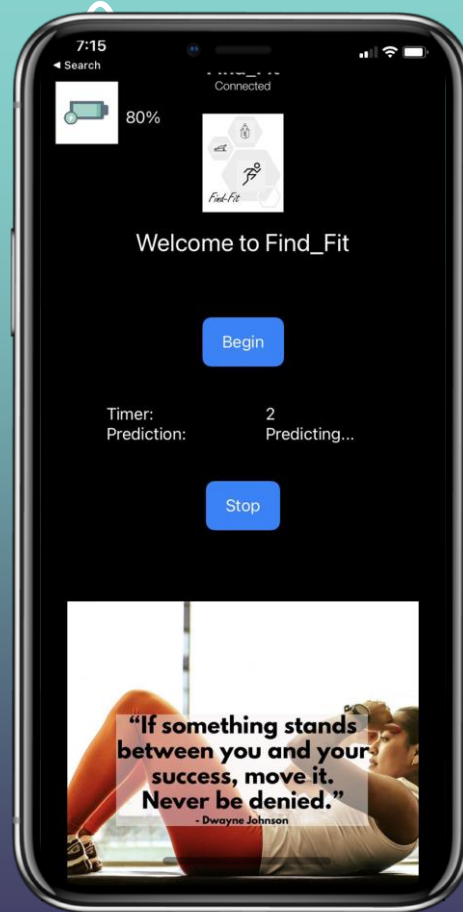 7:15
Search
Connected
80%
Find-Fit
Welcome to Find_Fit
Begin
Timer: 2
Prediction: Predicting...
Stop
“If something stands
between you and your
success, move it.
Never be denied.”
- Dwayne Johnson